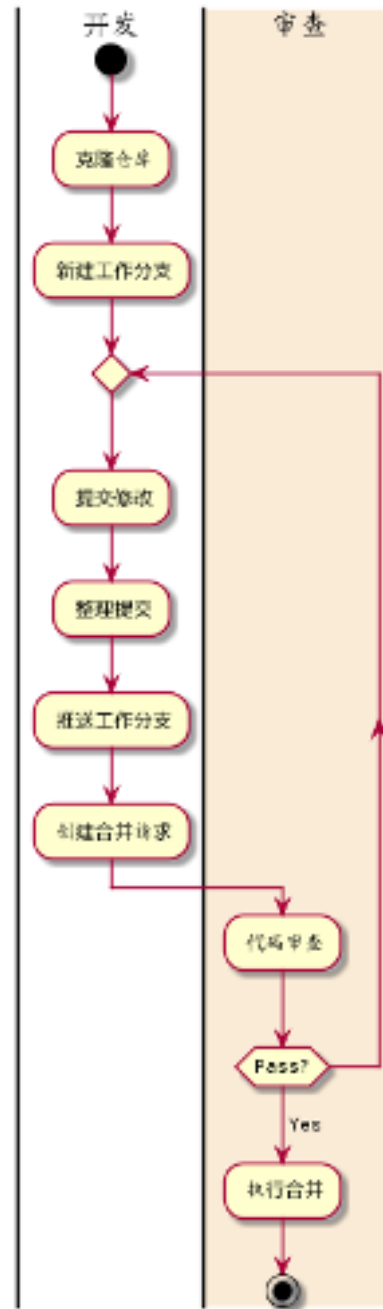 开发
审查
克隆仓库
新建工作分支
提交修改
整理提交
推送工作分支
创建合并请求
代码审查
Pass?
Yes
执行合并